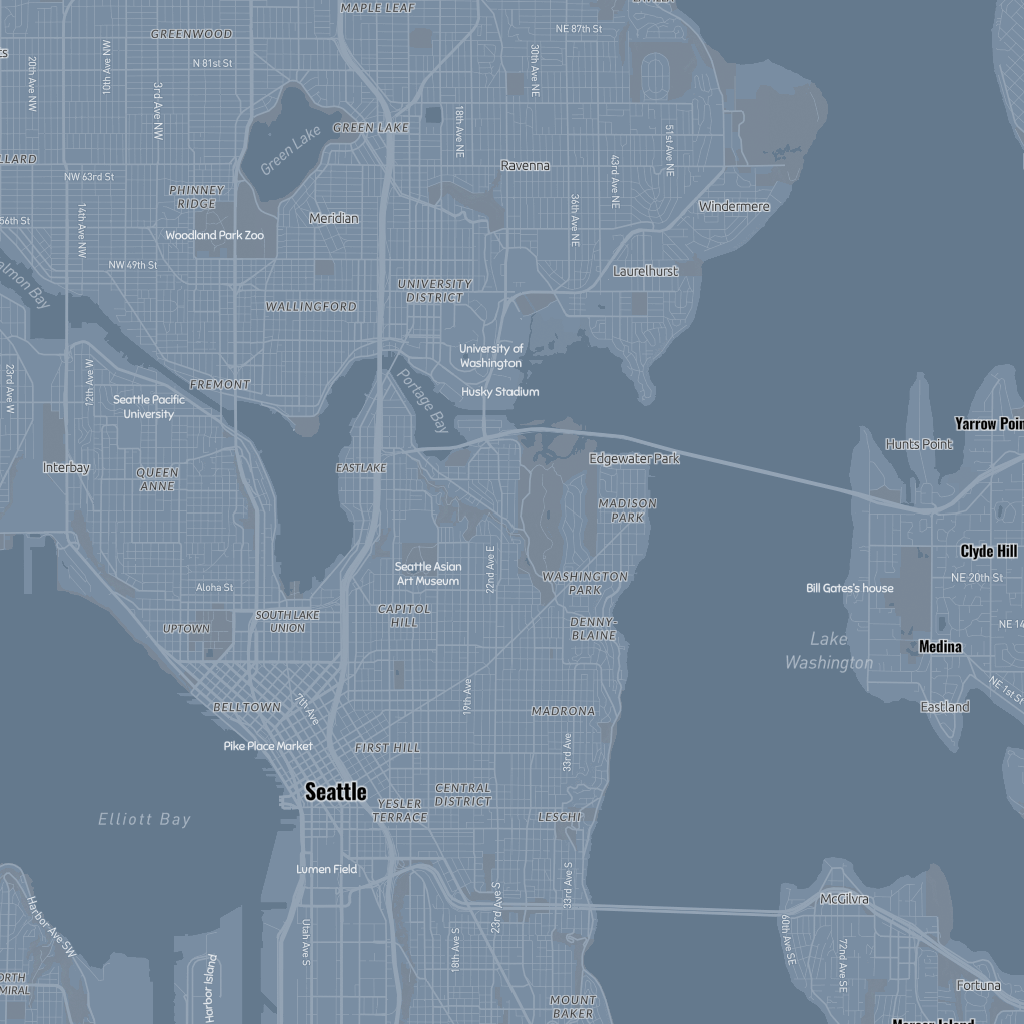 MAPLE LEAF
GREENWOOD
NE 87th St
N 81st St
20th Ave NW
10th Ave NW
3rd Ave NW
30th Ave NE
18th Ave NE
51st Ave NE
GREEN LAKE
Green Lake
NW 63rd St
Ravenna
43rd Ave NE
PHINNEY
RIDGE
36th Ave NE
Windermere
Meridian
14th Ave NW
56th St
Woodland Park Zoo
NW 49th St
Laurelhurst
UNIVERSITY
DISTRICT
WALLINGFORD
University of
Washington
23rd Ave W
12th Ave W
FREMONT
Husky Stadium
Seattle Pacific
University
Portage Bay
Yarrow Poin
Hunts Point
Interbay
QUEEN
ANNE
EASTLAKE
Edgewater Park
MADISON
PARK
Clyde Hill
22nd Ave E
Seattle Asian
Art Museum
WASHINGTON
PARK
NE 20th St
Aloha St
Bill Gates's house
CAPITOL
HILL
SOUTH LAKE
UNION
UPTOWN
DENNY-
BLAINE
NE 14
Lake
Washington
Medina
NE 1st St
BELLTOWN
7th Ave
19th Ave
MADRONA
Eastland
Pike Place Market
FIRST HILL
33rd Ave
Seattle
CENTRAL
DISTRICT
YESLER
TERRACE
LESCHI
Elliott Bay
Lumen Field
33rd Ave S
23rd Ave S
McGilvra
Harbor Ave SW
Utah Ave S
18th Ave S
60th Ave SE
72nd Ave SE
Harbor Island
Fortuna
MOUNT
BAKER